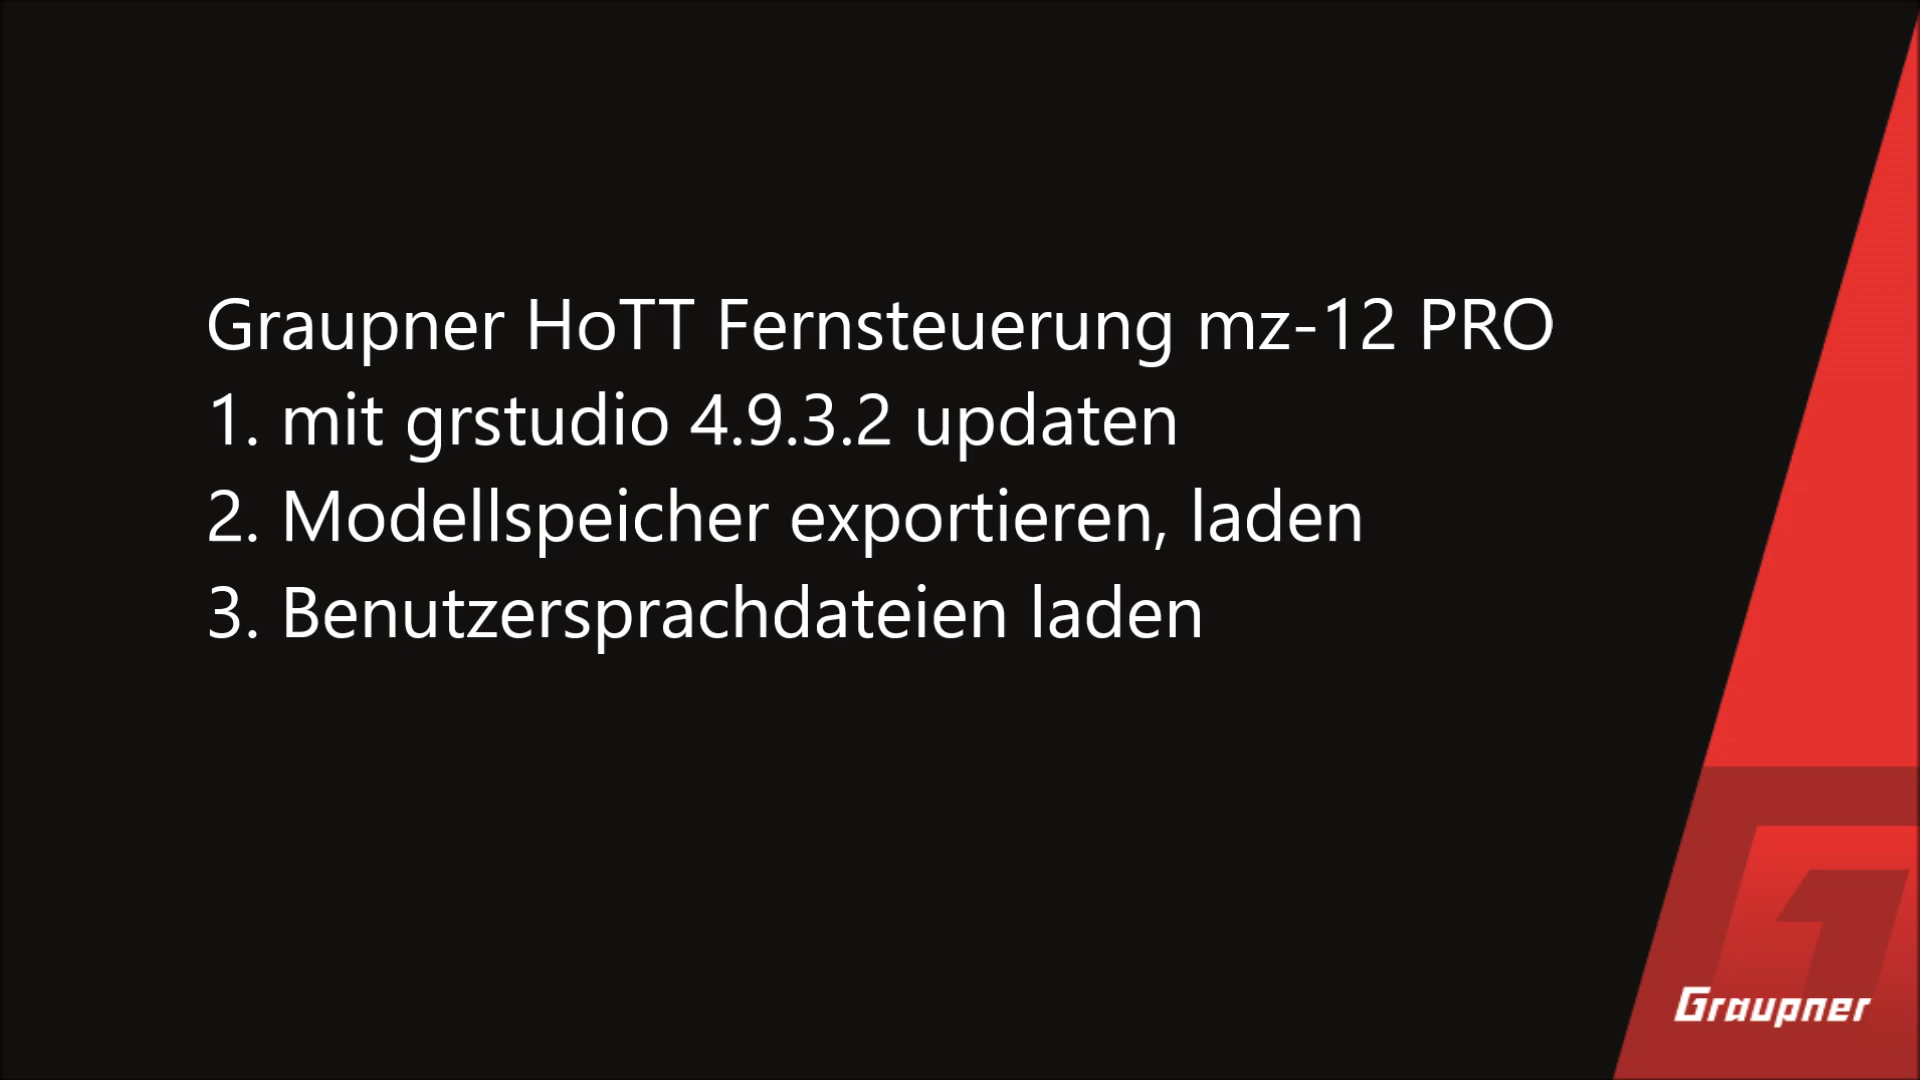 Graupner HoTT Fernsteuerung mz-12 PRO
1. mit grstudio 4.9.3.2 updaten
2. Modellspeicher exportieren, laden
3. Benutzersprachdateien laden
Graupner